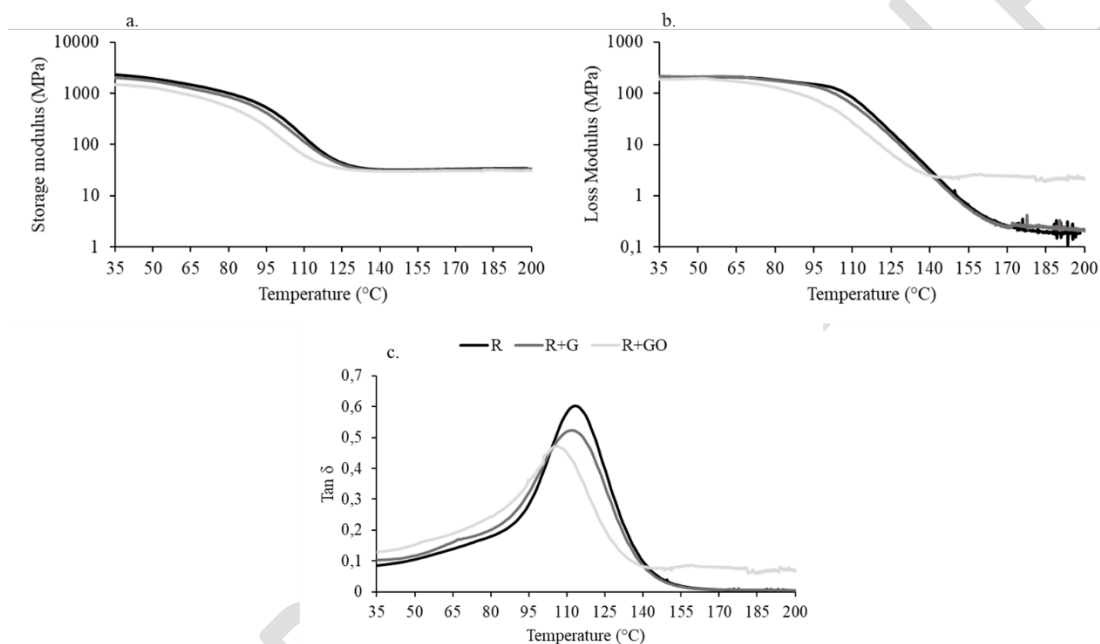 a.
Storage modulus (MPa)
10000
1000
100
10
1
35 50 65 80 95 110 125 140 155 170 185 200
Temperature (°C)
b.
Loss Modulus (MPa)
1000
100
10
1
0,1
35 50 65 80 95 110 125 140 155 170 185 200
Temperature (°C)
R R+G R+GO
c.
Tan δ
0,7
0,6
0,5
0,4
0,3
0,2
0,1
0
35 50 65 80 95 110 125 140 155 170 185 200
Temperature (°C)